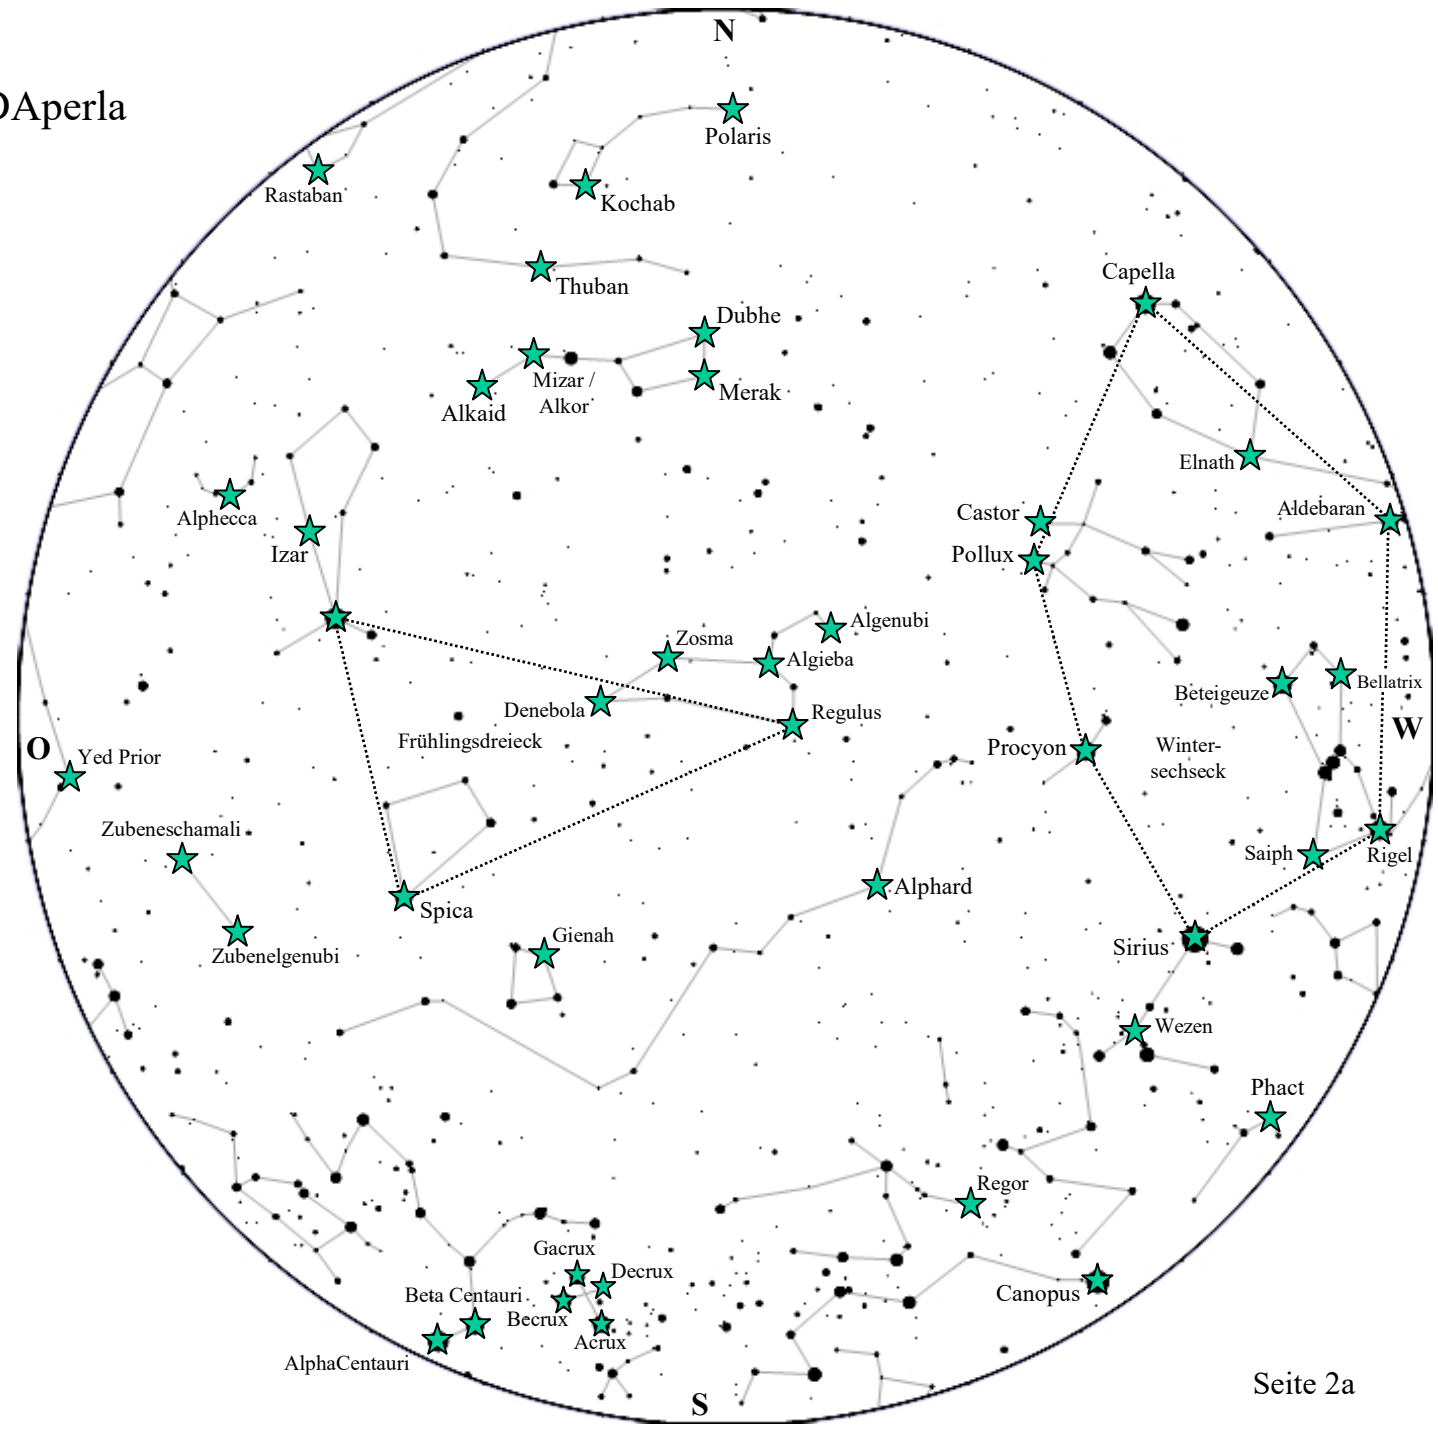 N
DAperla
Polaris
Rastaban
Kochab
Capella
Thuban
Dubhe
Mizar /
Alkor
Merak
Alkaid
Elnath
Castor
Aldebaran
Alphecca
Izar
Pollux
Algenubi
Zosma
Algieba
Beteigeuze
Bellatrix
Denebola
Regulus
O
W
Frühlingsdreieck
Procyon
Winter-
sechseck
Yed Prior
Zubeneschamali
Saiph
Rigel
Alphard
Spica
Gienah
Sirius
Zubenelgenubi
Wezen
Phact
Regor
Gacrux
Decrux
Beta Centauri
Becrux
Canopus
Acrux
AlphaCentauri
Seite 2a
S